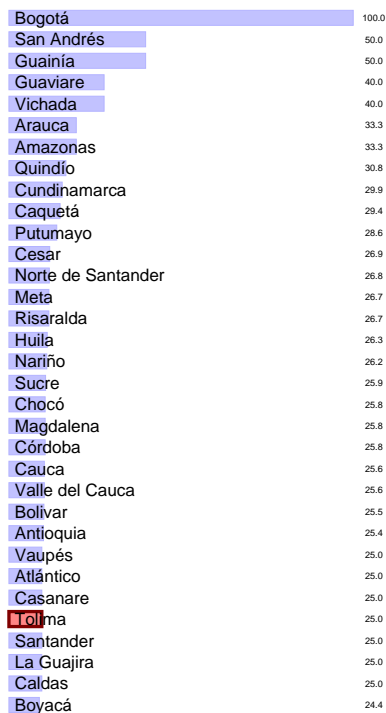 Bogotá 100.0
San Andrés 50.0
Guainía 50.0
Guaviare 40.0
Vichada 40.0
Arauca 33.3
Amazonas 33.3
Quindío 30.8
Cundinamarca 29.9
Caquetá 29.4
Putumayo 28.6
Cesar 26.9
Norte de Santander 26.8
Meta 26.7
Risaralda 26.7
Huila 26.3
Nariño 26.2
Sucre 25.9
Chocó 25.8
Magdalena 25.8
Córdoba 25.8
Cauca 25.6
Valle del Cauca 25.6
Bolivar 25.5
Antioquia 25.4
Vaupés 25.0
Atlántico 25.0
Casanare 25.0
Tolima 25.0
Santander 25.0
La Guajira 25.0
Caldas 25.0
Boyacá 24.4